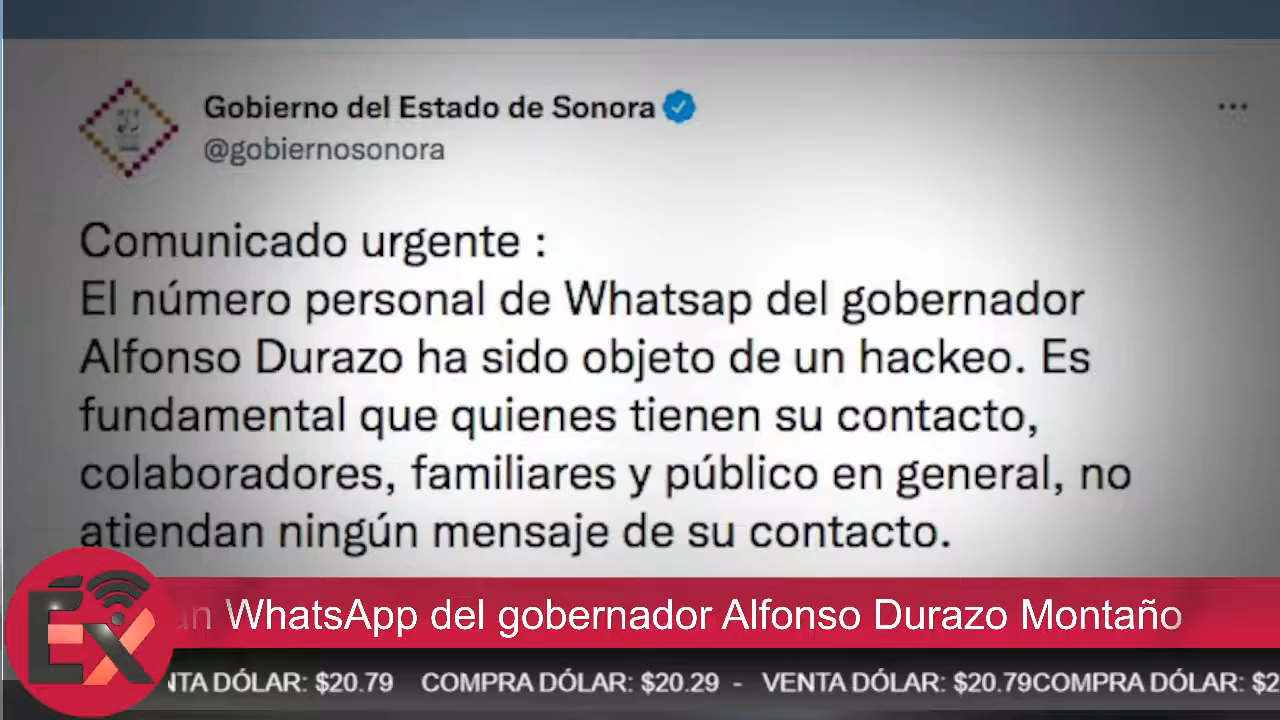 Gobierno del Estado de Sonora
@gobiernosonora
Comunicado urgente :
El número personal de Whatsap del gobernador
Alfonso Durazo ha sido objeto de un hackeo. Es
fundamental que quienes tienen su contacto,
colaboradores, familiares y público en general, no
atiendan ningún mensaje de su contacto.
ÉX
WhatsApp del gobernador Alfonso Durazo Montaño
DÓLAR: $20.79 COMPRA DÓLAR: $20.29 - VENTA DÓLAR: $20.79COMPRA DÓLAR: